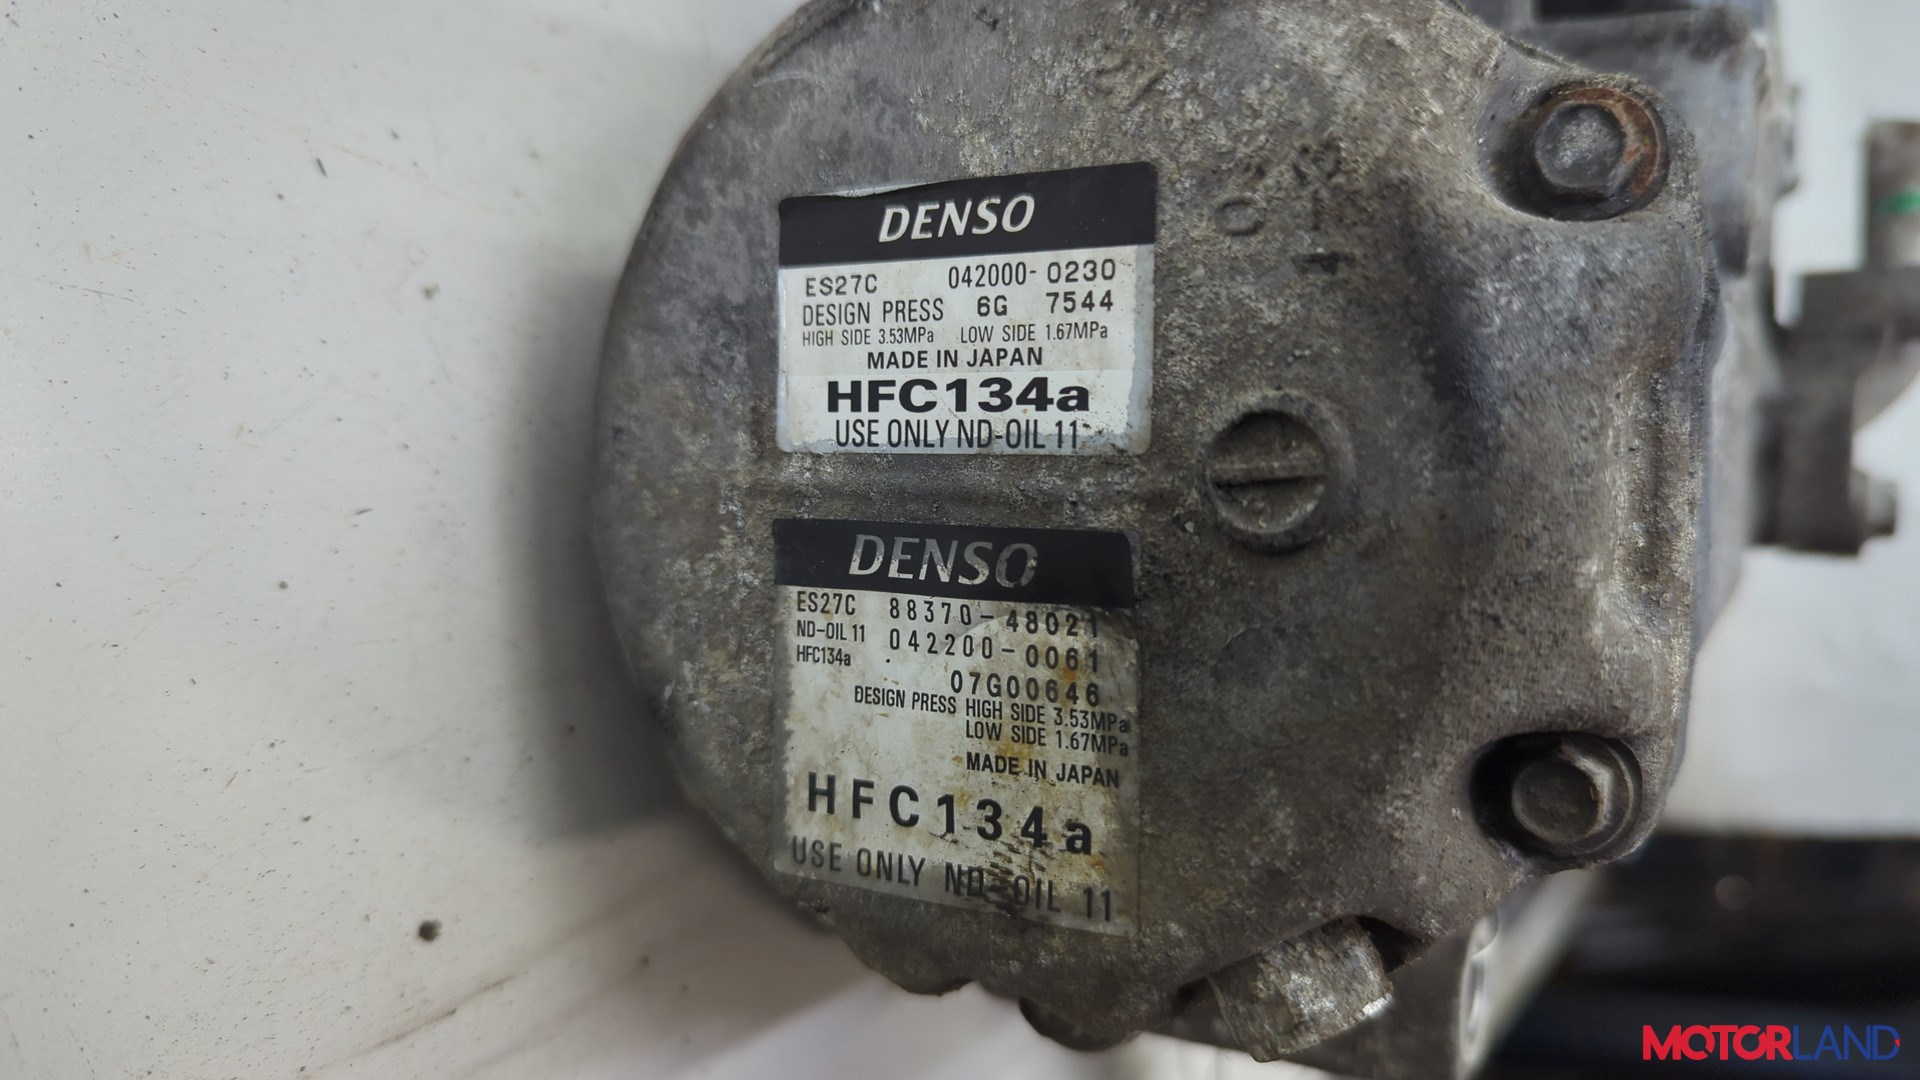 DENSO
ES27C 042000-0230
DESIGN PRESS 6G 7544
HIGH SIDE 3.53MPa LOW SIDE 1.67MPa
MADE IN JAPAN
HFC134a
USE ONLY ND-OIL 11
DENSO
ES27C 88370-48021
ND-OIL 11 042200-0061
HFC134a
07G00646
DESIGN PRESS HIGH SIDE 3.53MPa
LOW SIDE 1.67MPa
MADE IN JAPAN
HFC134a
USE ONLY ND-OIL 11
MOTORLAND